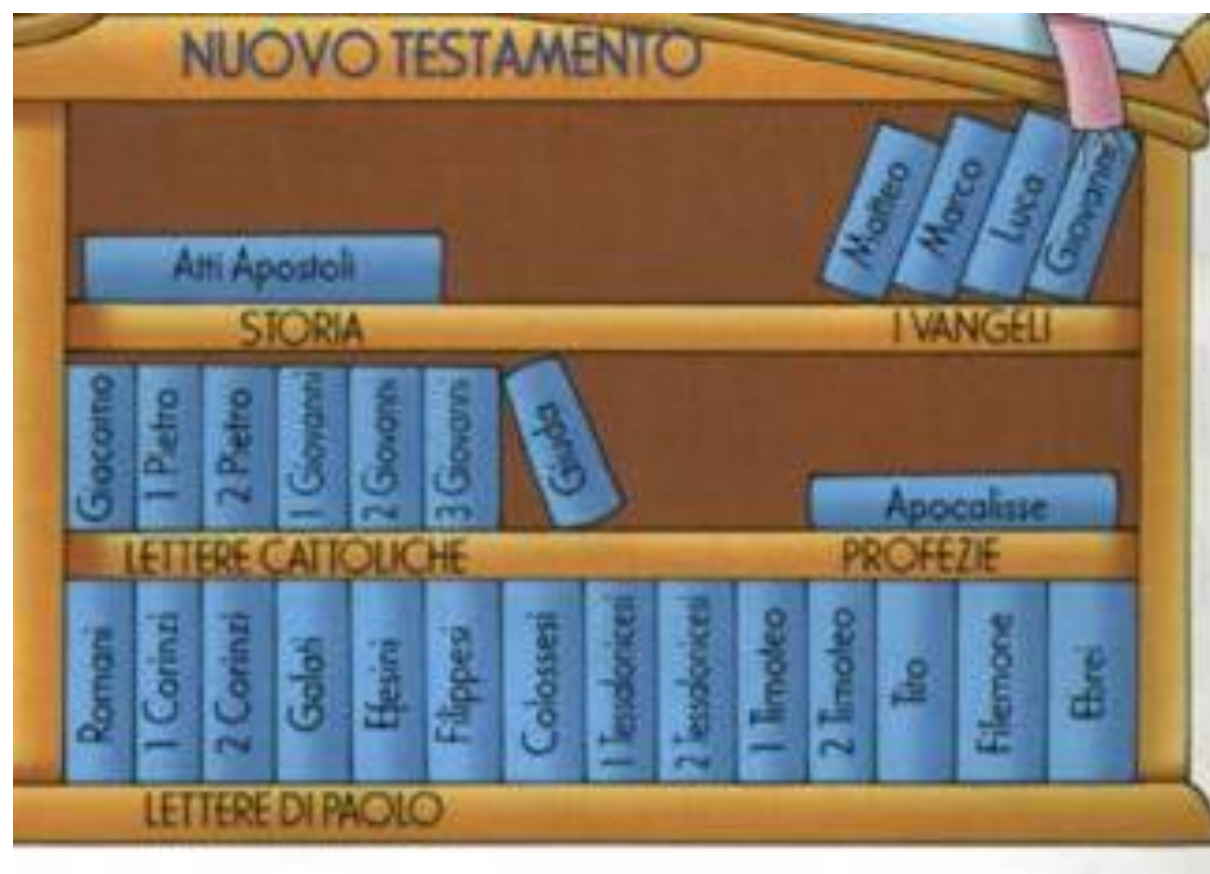 NUOVO TESTAMENTO
Atti Apostoli
Matteo
Marco
Luca
Giovanni
STORIA
I VANGELI
Giacomo
1 Pietro
2 Pietro
1 Giovanni
2 Giovanni
3 Giovanni
Giuda
Apocalisse
LETTERE CATTOLICHE
PROFEZIE
Romani
1 Corinzi
2 Corinzi
Galati
Efesini
Filippesi
Colossesi
1 Tessalonicesi
2 Tessalonicesi
1 Timoteo
2 Timoteo
Tito
Filemone
Ebrei
LETTERE DI PAOLO